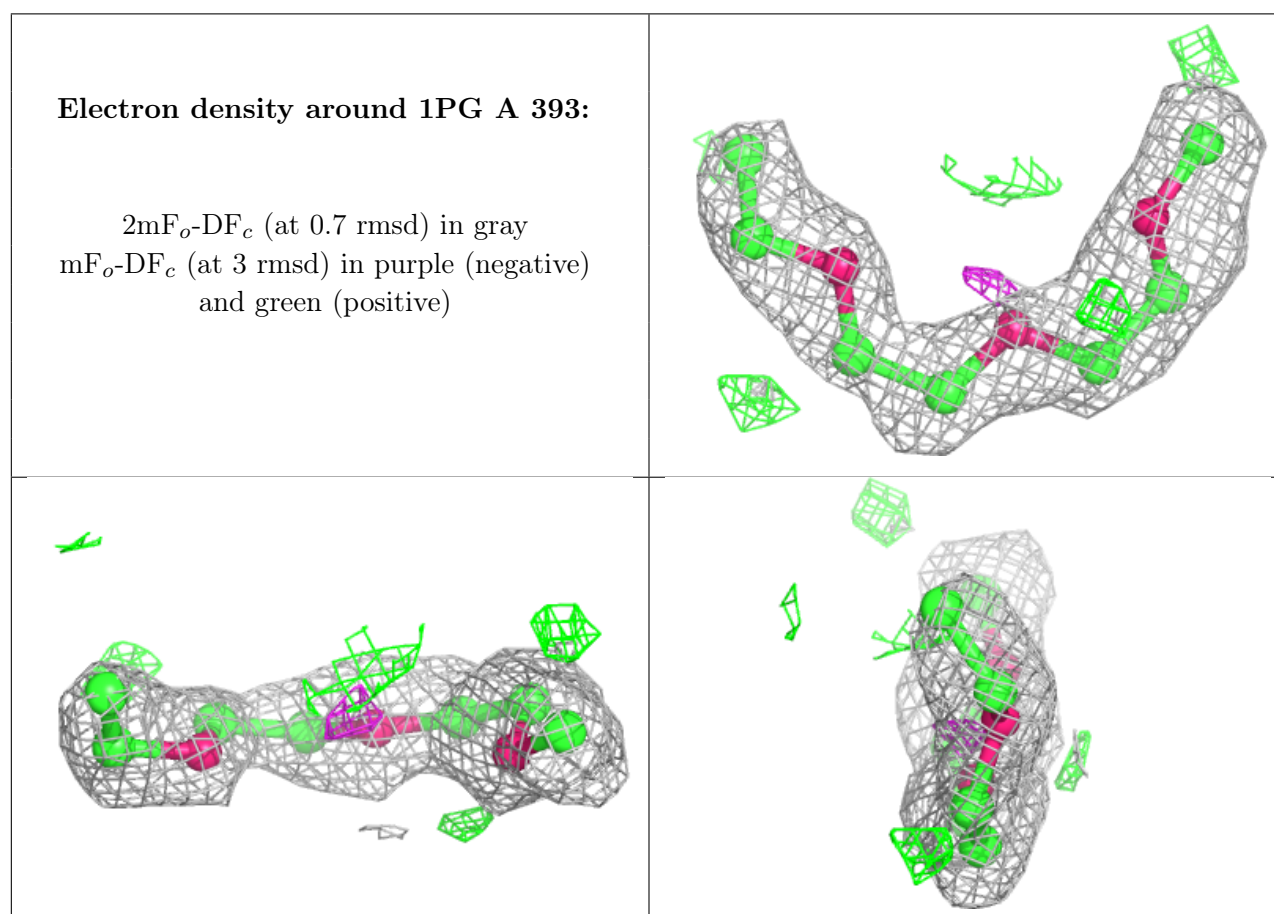 Electron density around 1PG A 393:
2mFo-DFc (at 0.7 rmsd) in gray
mFo-DFc (at 3 rmsd) in purple (negative)
and green (positive)